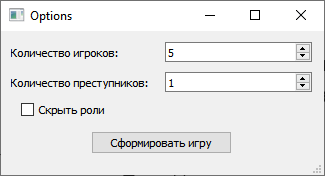 Options
Количество игроков: 5
Количество преступников: 1
Скрыть роли
Сформировать игру